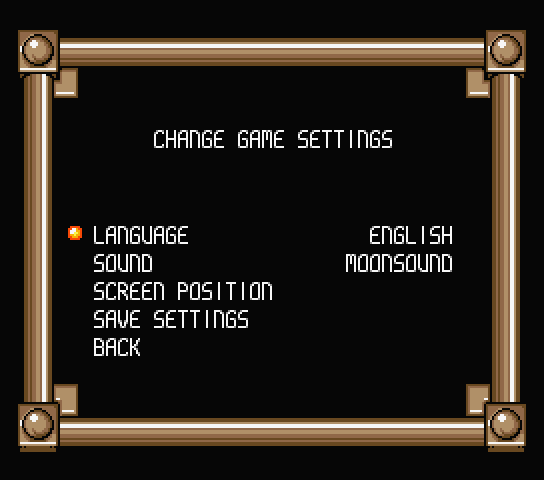 CHANGE GAME SETTINGS
LANGUAGE ENGLISH
SOUND MOONSOUND
SCREEN POSITION
SAVE SETTINGS
BACK